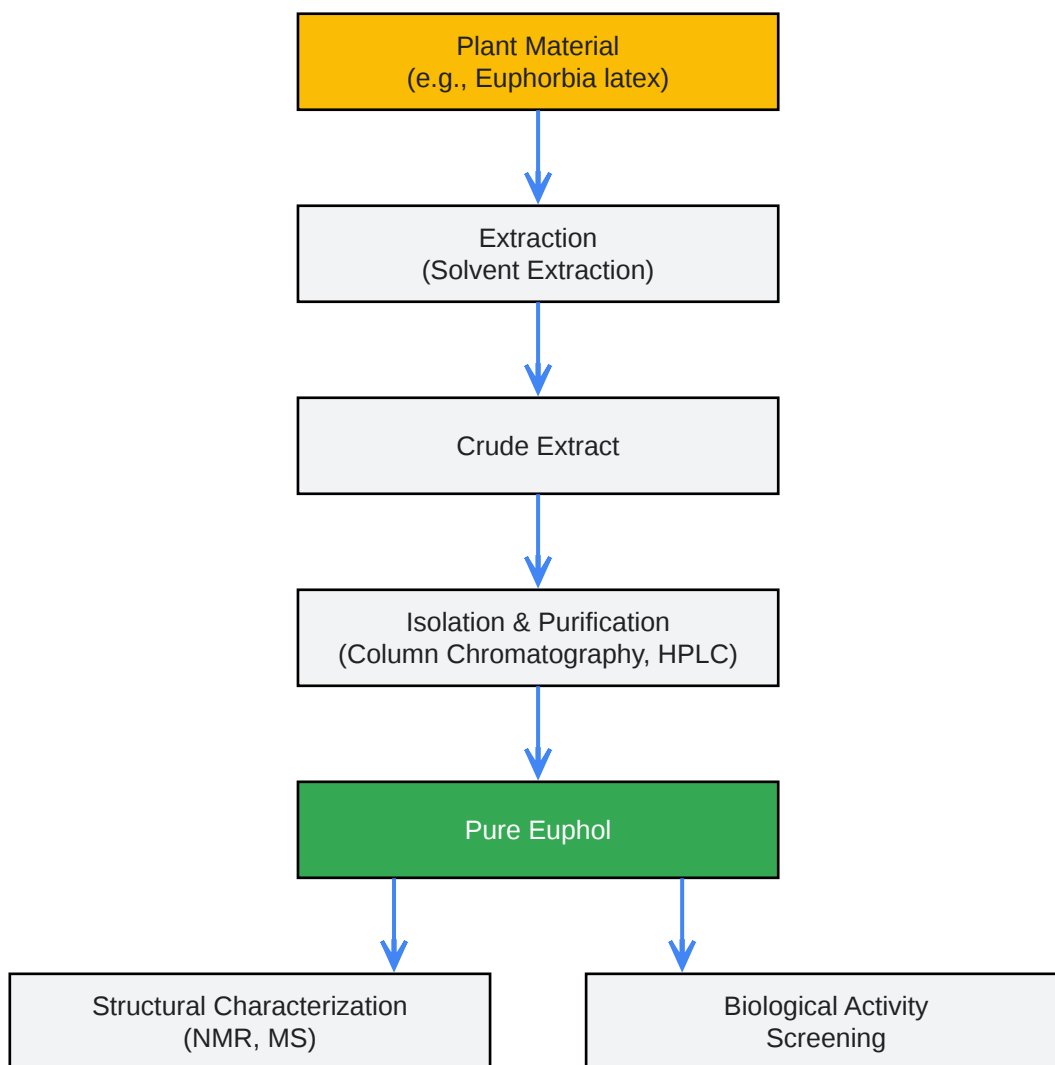 Plant Material
(e.g., Euphorbia latex)
Extraction
(Solvent Extraction)
Crude Extract
Isolation & Purification
(Column Chromatography, HPLC)
Pure Euphol
Structural Characterization
(NMR, MS)
Biological Activity
Screening